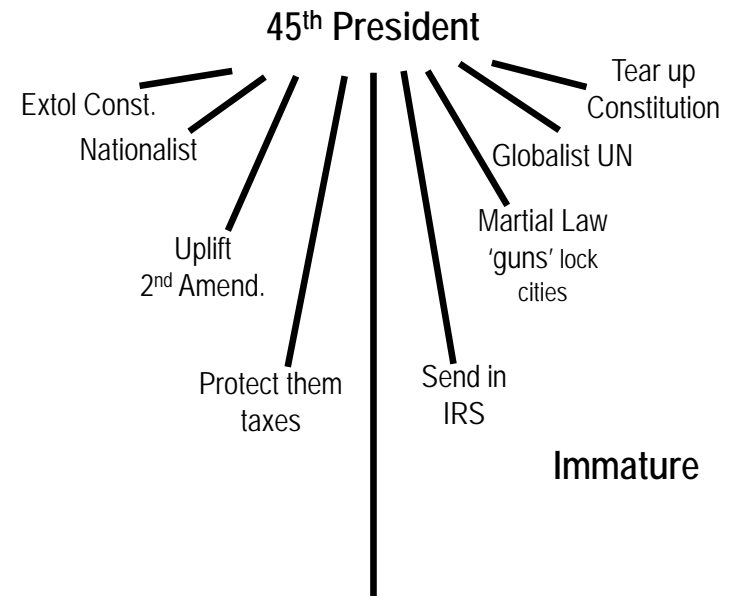 45th President
Extol Const.
Nationalist
Uplift
2nd Amend.
Protect them
taxes
Tear up
Constitution
Globalist UN
Martial Law
‘guns’ lock
cities
Send in
IRS
Immature